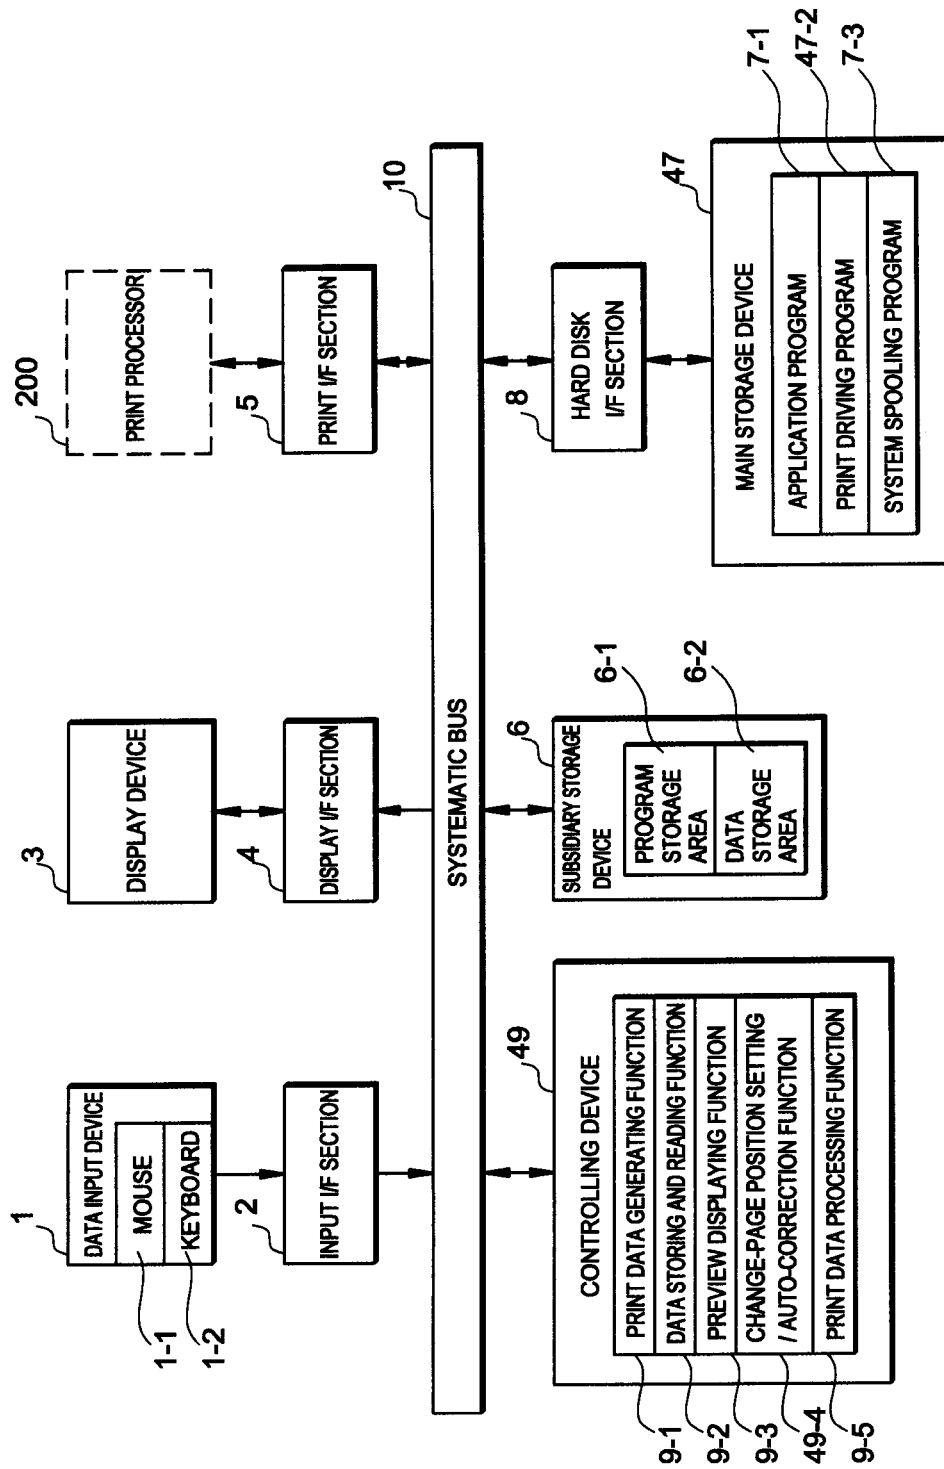 1
DATA INPUT DEVICE
MOUSE
KEYBOARD
1-1
1-2
2
INPUT I/F SECTION
3
DISPLAY DEVICE
4
DISPLAY I/F SECTION
200
PRINT PROCESSOR
5
PRINT I/F SECTION
10
SYSTEMATIC BUS
49
CONTROLLING DEVICE
PRINT DATA GENERATING FUNCTION
DATA STORING AND READING FUNCTION
PREVIEW DISPLAYING FUNCTION
CHANGE-PAGE POSITION SETTING
/ AUTO-CORRECTION FUNCTION
PRINT DATA PROCESSING FUNCTION
9-1
9-2
9-3
49-4
9-5
6
SUBSIDIARY STORAGE
DEVICE
PROGRAM
STORAGE
AREA
DATA
STORAGE
AREA
6-1
6-2
8
HARD DISK
I/F SECTION
47
MAIN STORAGE DEVICE
APPLICATION PROGRAM
PRINT DRIVING PROGRAM
SYSTEM SPOOLING PROGRAM
7-1
47-2
7-3